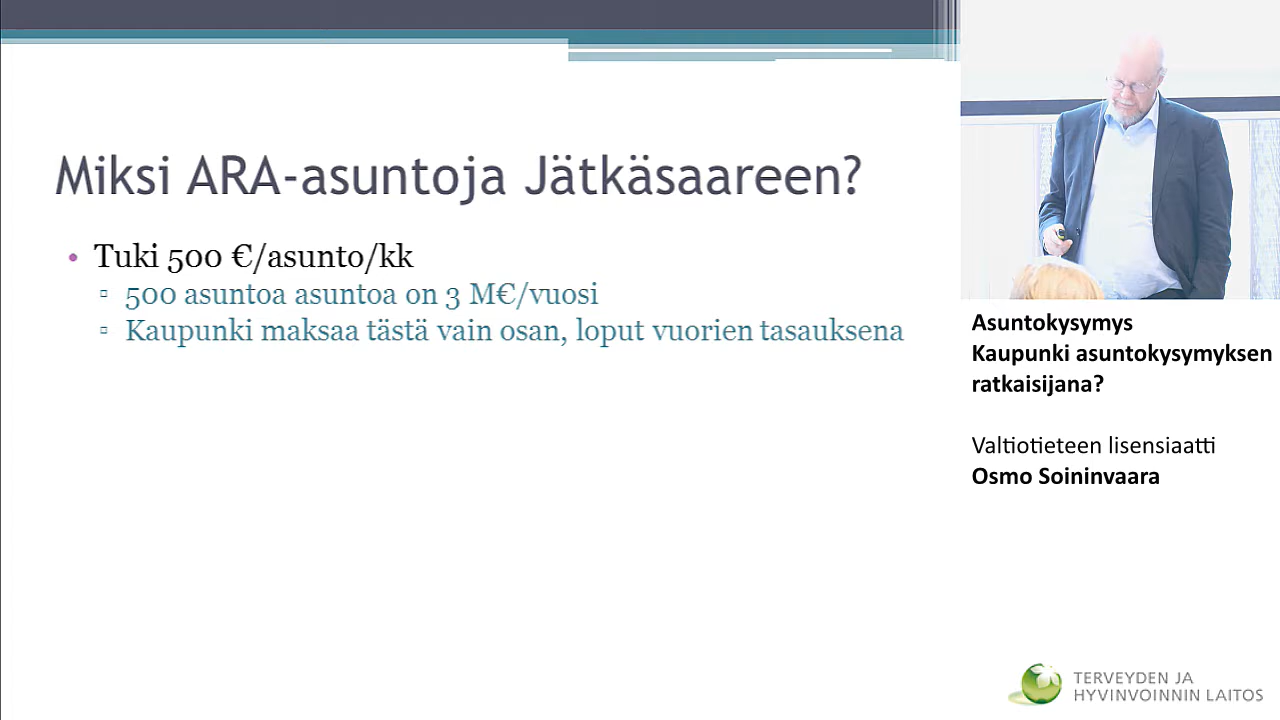 Miksi ARA-asuntoja Jätkäsaareen?
• Tuki 500 €/asunto/kk
▫ 500 asuntoa asuntoa on 3 M€/vuosi
▫ Kaupunki maksaa tästä vain osan, loput vuorien tasauksena
Asuntokysymys
Kaupunki asuntokysymyksen
ratkaisijana?
Valtiotieteen lisensiaatti
Osmo Soininvaara
TERVEYDEN JA
HYVINVOINNIN LAITOS